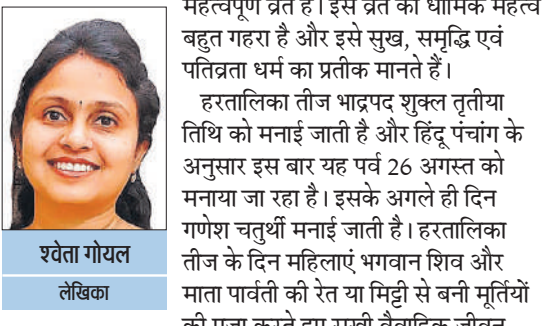 महत्वपूर्ण व्रत है। इस व्रत का धार्मिक महत्व
बहुत गहरा है और इसे सुख, समृद्धि एवं
पतिव्रता धर्म का प्रतीक मानते हैं।
हरतालिका तीज भाद्रपद शुक्ल तृतीया
तिथि को मनाई जाती है और हिंदू पंचांग के
अनुसार इस बार यह पर्व 26 अगस्त को
मनाया जा रहा है। इसके अगले ही दिन
गणेश चतुर्थी मनाई जाती है। हरतालिका
तीज के दिन महिलाएं भगवान शिव और
माता पार्वती की रेत या मिट्टी से बनी मूर्तियों
की पूजा करते हुए सुखी वैवाहिक जीवन
श्वेता गोयल
लेखिका